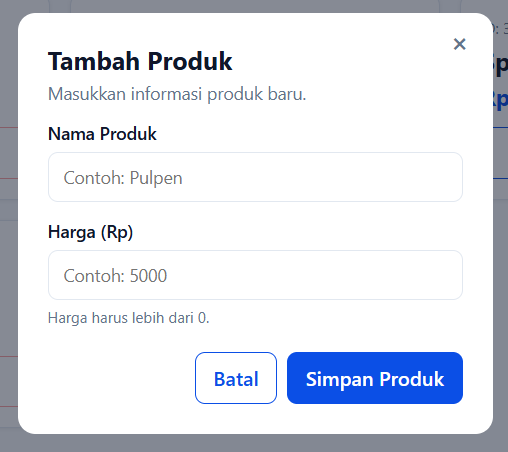 ×
Tambah Produk
Masukkan informasi produk baru.
Nama Produk
Contoh: Pulpen
Harga (Rp)
Contoh: 5000
Harga harus lebih dari 0.
Batal
Simpan Produk
Rp